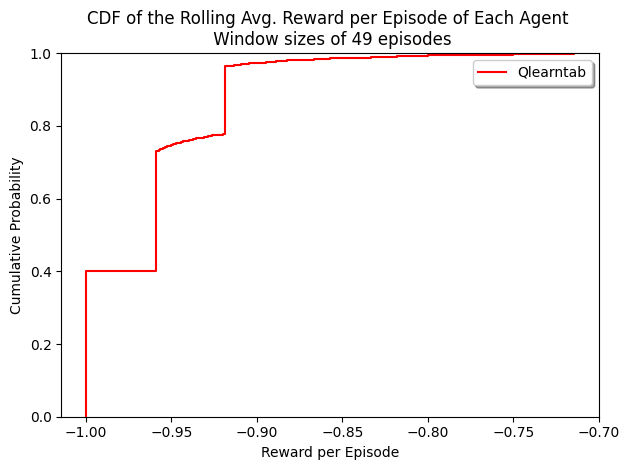 CDF of the Rolling Avg. Reward per Episode of Each Agent
Window sizes of 49 episodes
Qlearntab
Cumulative Probability
1.0
0.8
0.6
0.4
0.2
0.0
−1.00 −0.95 −0.90 −0.85 −0.80 −0.75 −0.70
Reward per Episode